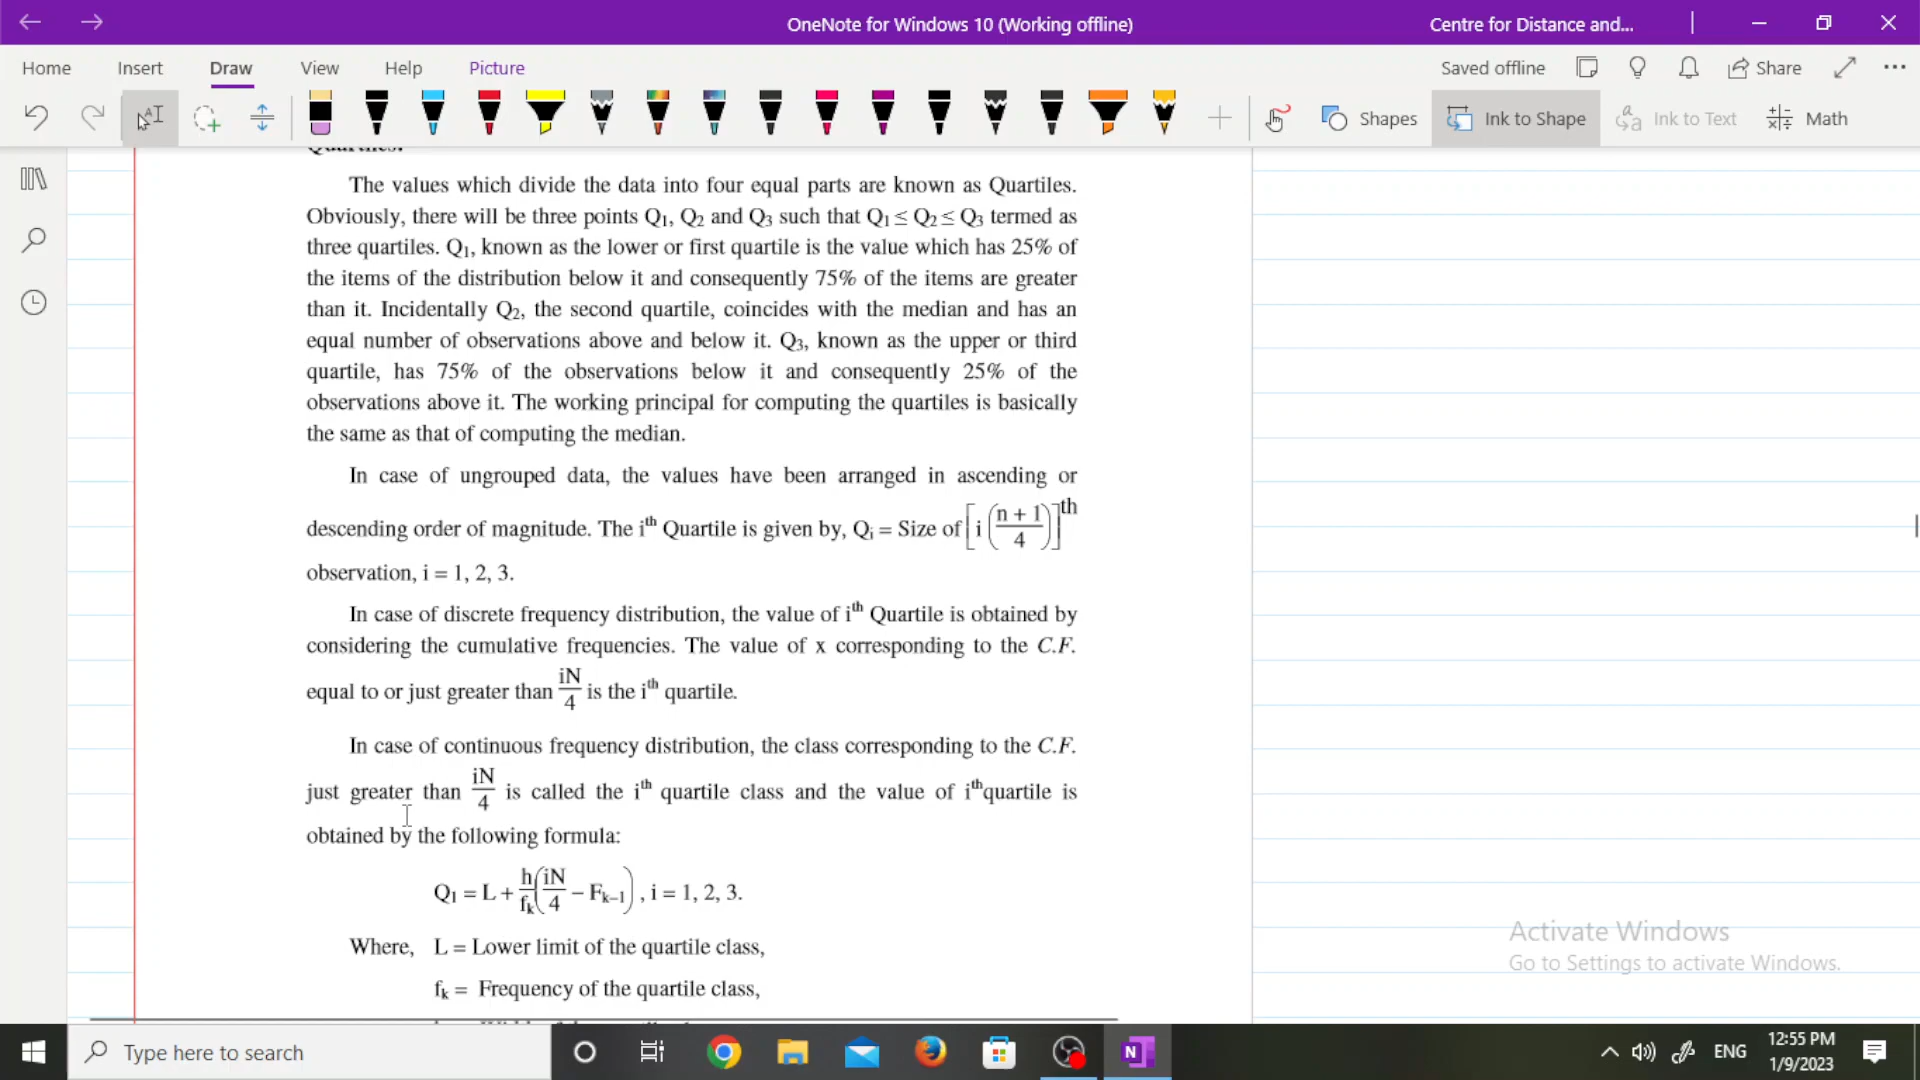 OneNote for Windows 10 (Working offline)
Centre for Distance and...
Home Insert Draw View Help Picture
Saved offline Share
Shapes Ink to Shape Ink to Text Math
Quartiles.
The values which divide the data into four equal parts are known as Quartiles.
Obviously, there will be three points Q1, Q2 and Q3 such that Q1 ≤ Q2 ≤ Q3 termed as
three quartiles. Q1, known as the lower or first quartile is the value which has 25% of
the items of the distribution below it and consequently 75% of the items are greater
than it. Incidentally Q2, the second quartile, coincides with the median and has an
equal number of observations above and below it. Q3, known as the upper or third
quartile, has 75% of the observations below it and consequently 25% of the
observations above it. The working principal for computing the quartiles is basically
the same as that of computing the median.
In case of ungrouped data, the values have been arranged in ascending or
descending order of magnitude. The ith Quartile is given by, Qi = Size of [i ((n + 1)/4)]th
observation, i = 1, 2, 3.
In case of discrete frequency distribution, the value of ith Quartile is obtained by
considering the cumulative frequencies. The value of x corresponding to the C.F.
equal to or just greater than iN/4 is the ith quartile.
In case of continuous frequency distribution, the class corresponding to the C.F.
just greater than iN/4 is called the ith quartile class and the value of ithquartile is
obtained by the following formula:
Q1 = L + h/fk (iN/4 − Fk−1) , i = 1, 2, 3.
Where, L = Lower limit of the quartile class,
fk = Frequency of the quartile class,
Activate Windows
Go to Settings to activate Windows.
Type here to search
ENG
12:55 PM
1/9/2023